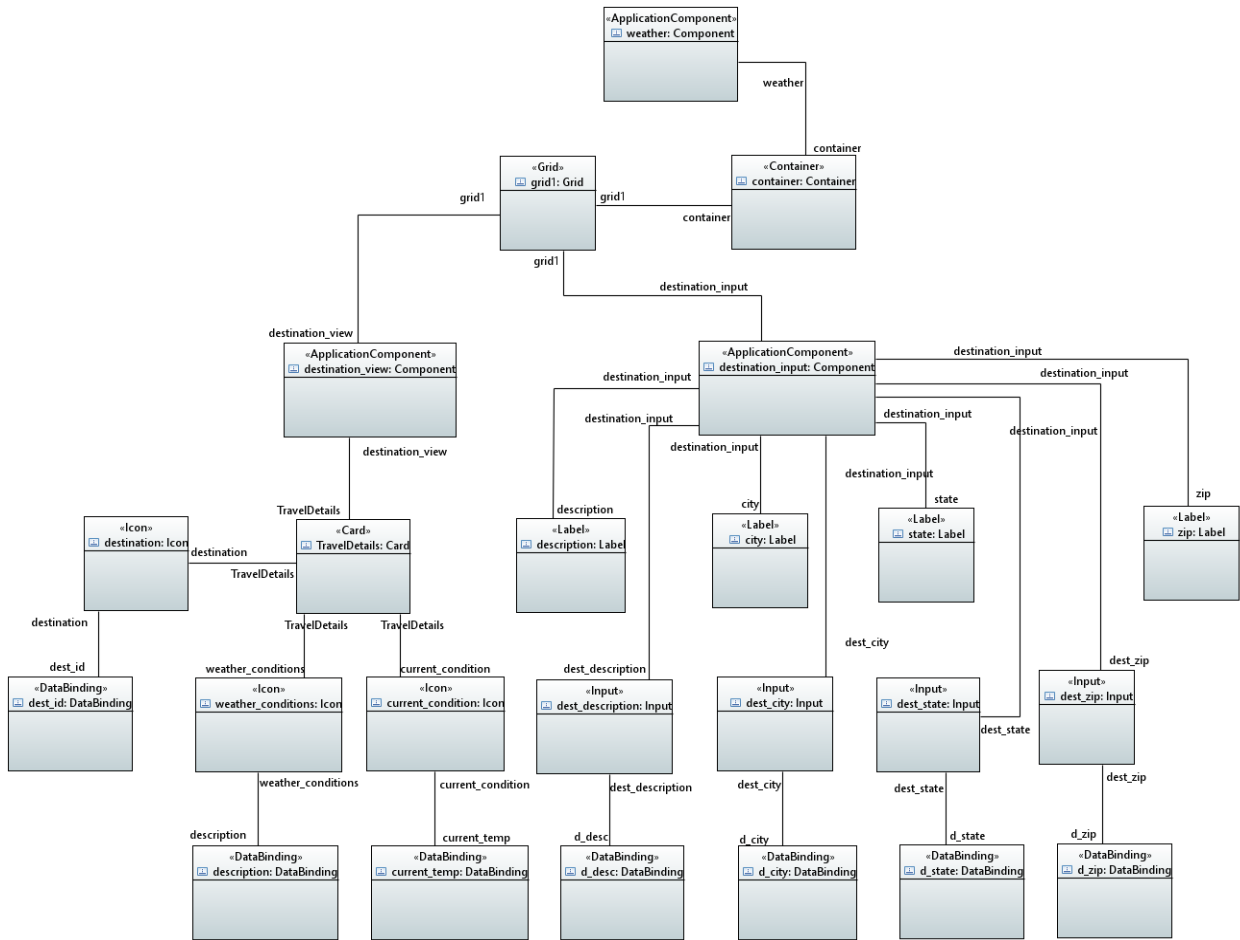 «ApplicationComponent»
weather: Component
weather
container
«Container»
container: Container
«Grid»
grid1: Grid
grid1
grid1
container
grid1
destination_input
destination_view
«ApplicationComponent»
destination_view: Component
destination_view
«ApplicationComponent»
destination_input: Component
destination_input
destination_input
destination_input
destination_input
destination_input
destination_input
destination_input
destination_input
description
city
state
zip
«Label»
description: Label
«Label»
city: Label
«Label»
state: Label
«Label»
zip: Label
TravelDetails
«Icon»
destination: Icon
destination
TravelDetails
«Card»
TravelDetails: Card
destination
TravelDetails
TravelDetails
dest_id
weather_conditions
current_condition
dest_description
dest_city
dest_zip
«DataBinding»
dest_id: DataBinding
«Icon»
weather_conditions: Icon
«Icon»
current_condition: Icon
«Input»
dest_description: Input
«Input»
dest_city: Input
«Input»
dest_state: Input
dest_state
«Input»
dest_zip: Input
weather_conditions
current_condition
dest_description
dest_city
dest_state
dest_zip
description
current_temp
d_desc
d_city
d_state
d_zip
«DataBinding»
description: DataBinding
«DataBinding»
current_temp: DataBinding
«DataBinding»
d_desc: DataBinding
«DataBinding»
d_city: DataBinding
«DataBinding»
d_state: DataBinding
«DataBinding»
d_zip: DataBinding